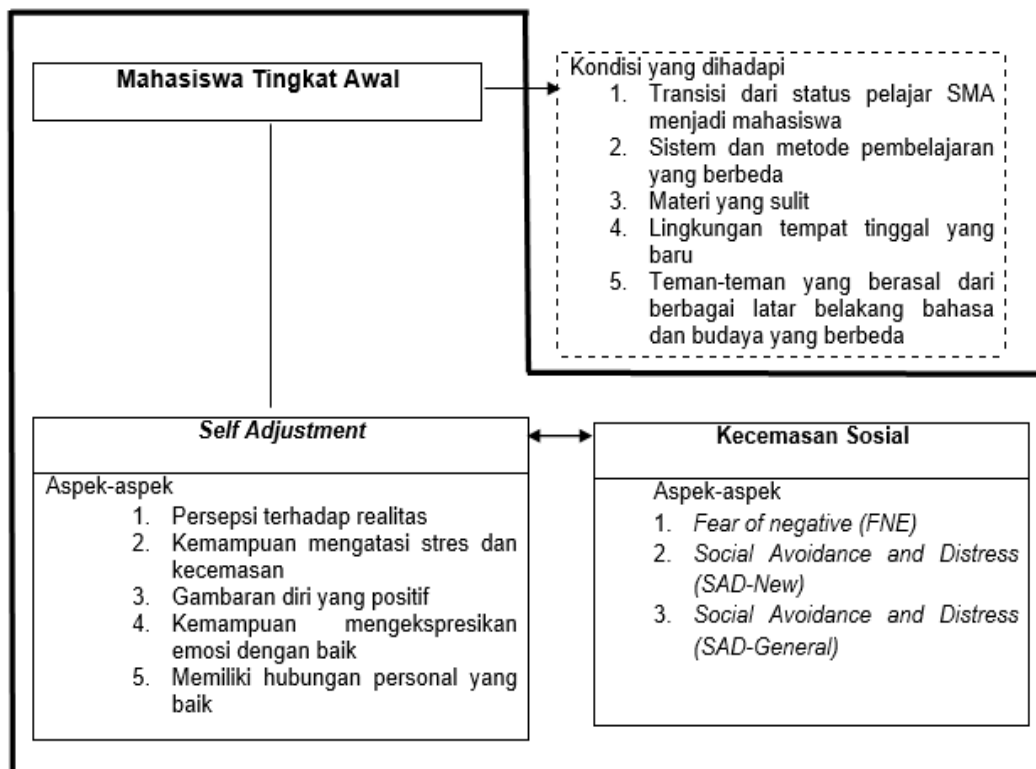 Mahasiswa Tingkat Awal
Kondisi yang dihadapi
1. Transisi dari status pelajar SMA
menjadi mahasiswa
2. Sistem dan metode pembelajaran
yang berbeda
3. Materi yang sulit
4. Lingkungan tempat tinggal yang
baru
5. Teman-teman yang berasal dari
berbagai latar belakang bahasa
dan budaya yang berbeda
Self Adjustment
Aspek-aspek
1. Persepsi terhadap realitas
2. Kemampuan mengatasi stres dan
kecemasan
3. Gambaran diri yang positif
4. Kemampuan mengekspresikan
emosi dengan baik
5. Memiliki hubungan personal yang
baik
Kecemasan Sosial
Aspek-aspek
1. Fear of negative (FNE)
2. Social Avoidance and Distress
(SAD-New)
3. Social Avoidance and Distress
(SAD-General)